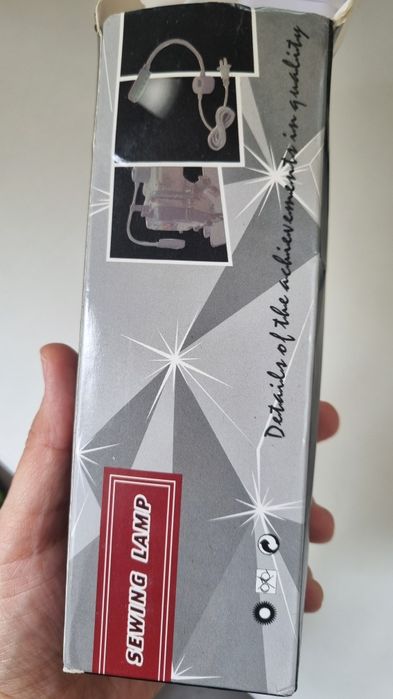 Details of the achievements in quality
SEWING LAMP